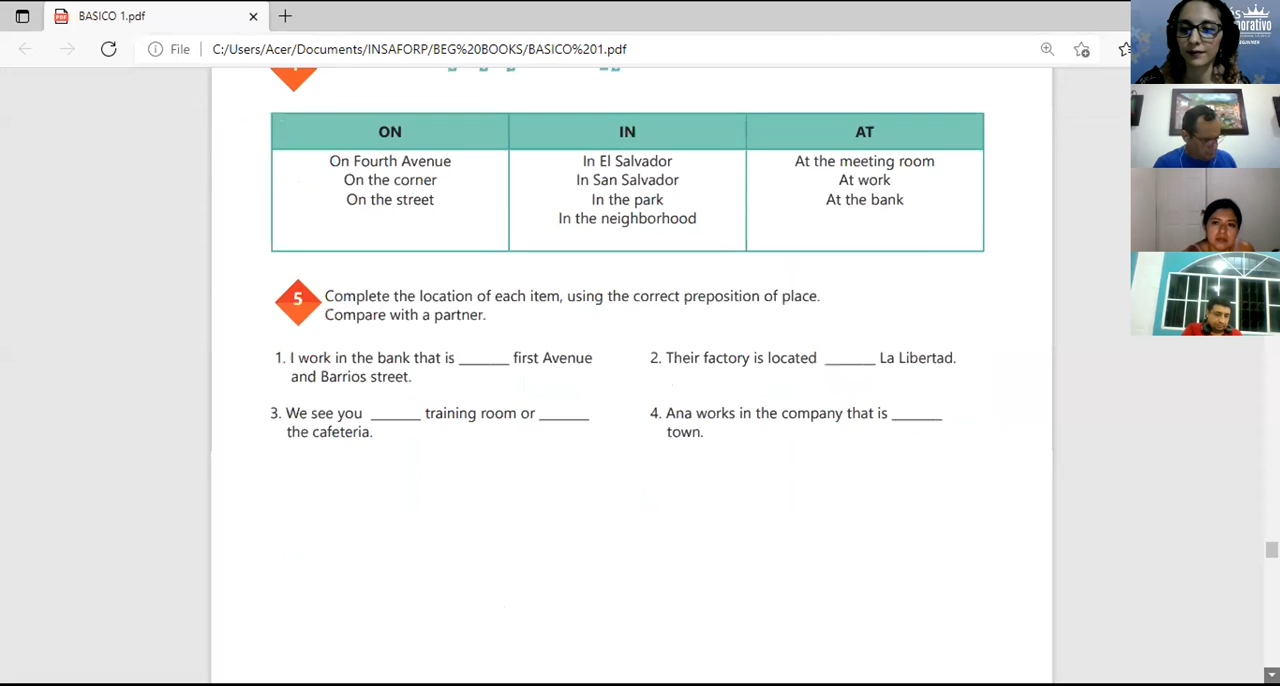 BASICO 1.pdf
File
C:/Users/Acer/Documents/INSAFORP/BEG%20BOOKS/BASICO%201.pdf
ON IN AT
On Fourth Avenue In El Salvador At the meeting room
On the corner In San Salvador At work
On the street In the park At the bank
In the neighborhood
5 Complete the location of each item, using the correct preposition of place.
Compare with a partner.
1. I work in the bank that is ______ first Avenue 2. Their factory is located ______ La Libertad.
and Barrios street.
3. We see you ______ training room or ______ 4. Ana works in the company that is ______
the cafeteria. town.